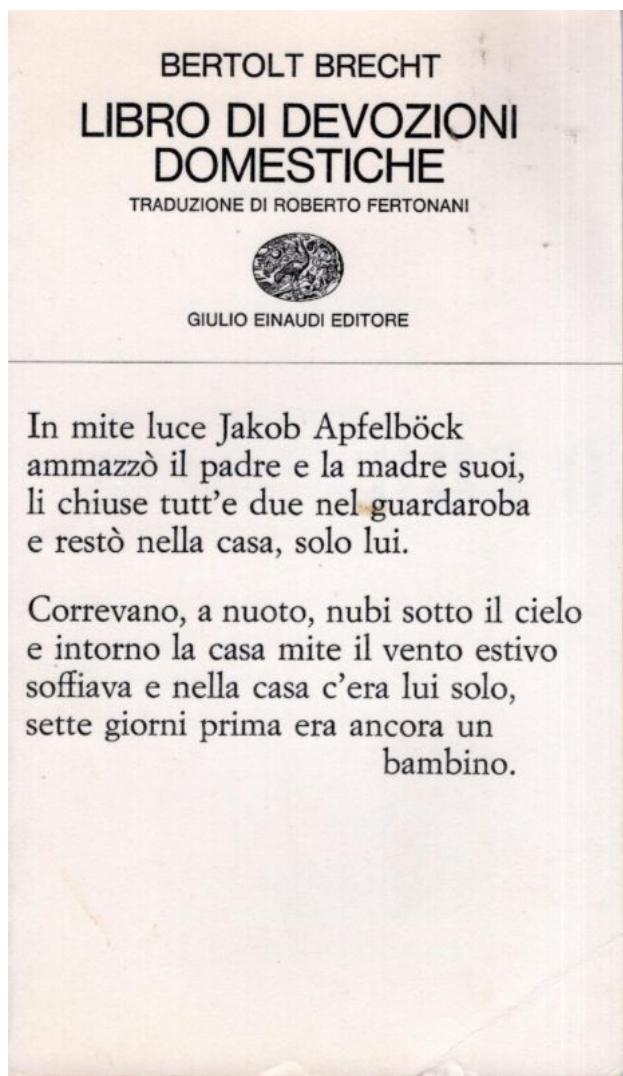 BERTOLT BRECHT
LIBRO DI DEVOZIONI
DOMESTICHE
TRADUZIONE DI ROBERTO FERTONANI
GIULIO EINAUDI EDITORE
In mite luce Jakob Apfelböck
ammazzò il padre e la madre suoi,
li chiuse tutt'e due nel guardaroba
e restò nella casa, solo lui.
Correvano, a nuoto, nubi sotto il cielo
e intorno la casa mite il vento estivo
soffiava e nella casa c'era lui solo,
sette giorni prima era ancora un
bambino.